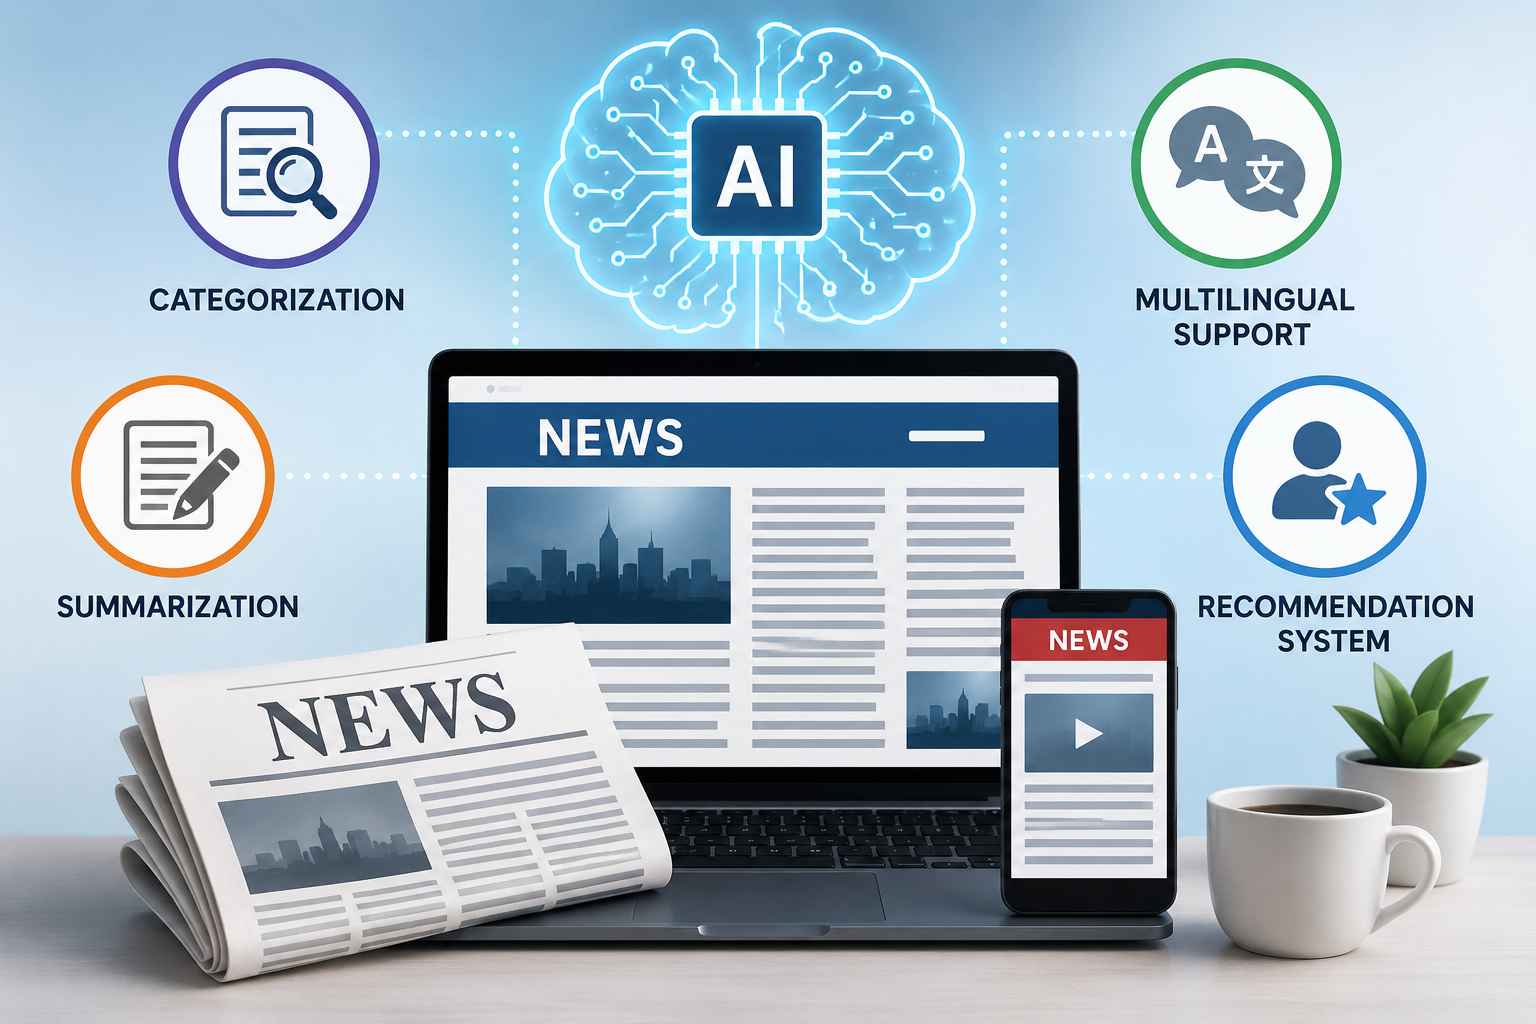 AI
A
文
CATEGORIZATION
MULTILINGUAL
SUPPORT
NEWS
SUMMARIZATION
RECOMMENDATION
SYSTEM
NEWS
NEWS